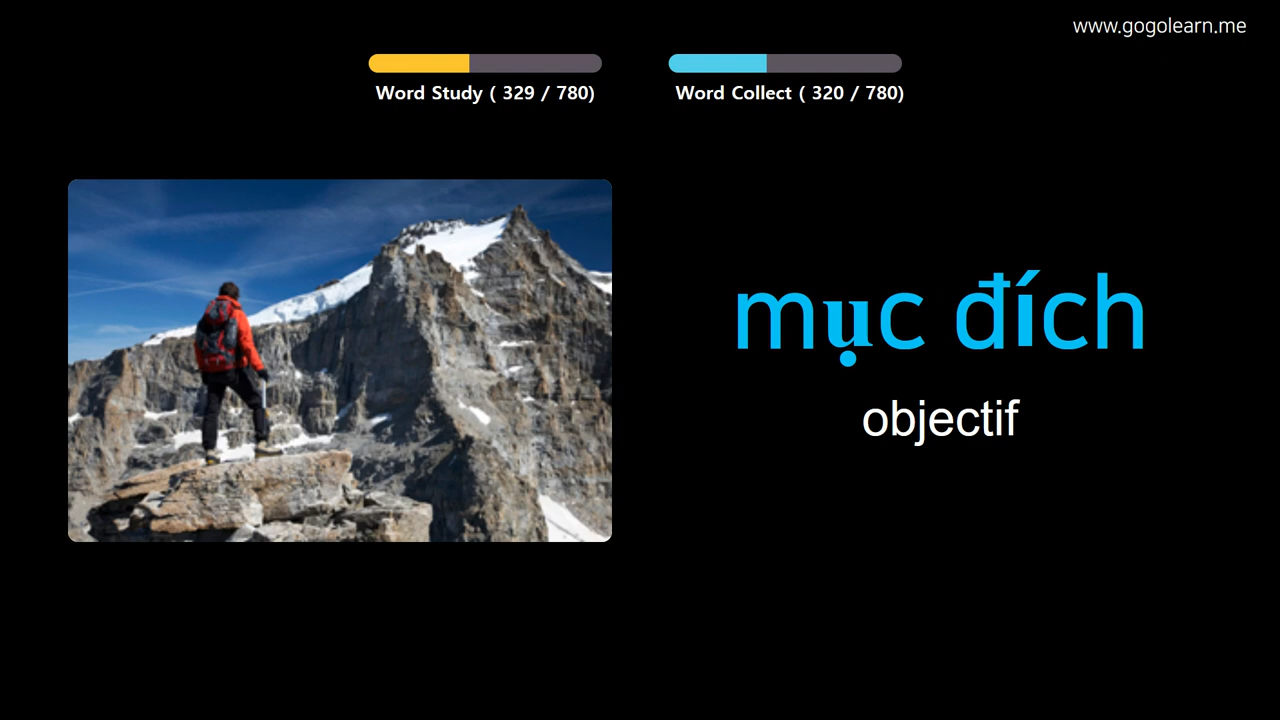 www.gogolearn.me
Word Study ( 329 / 780)
Word Collect ( 320 / 780)
mục đích
objectif